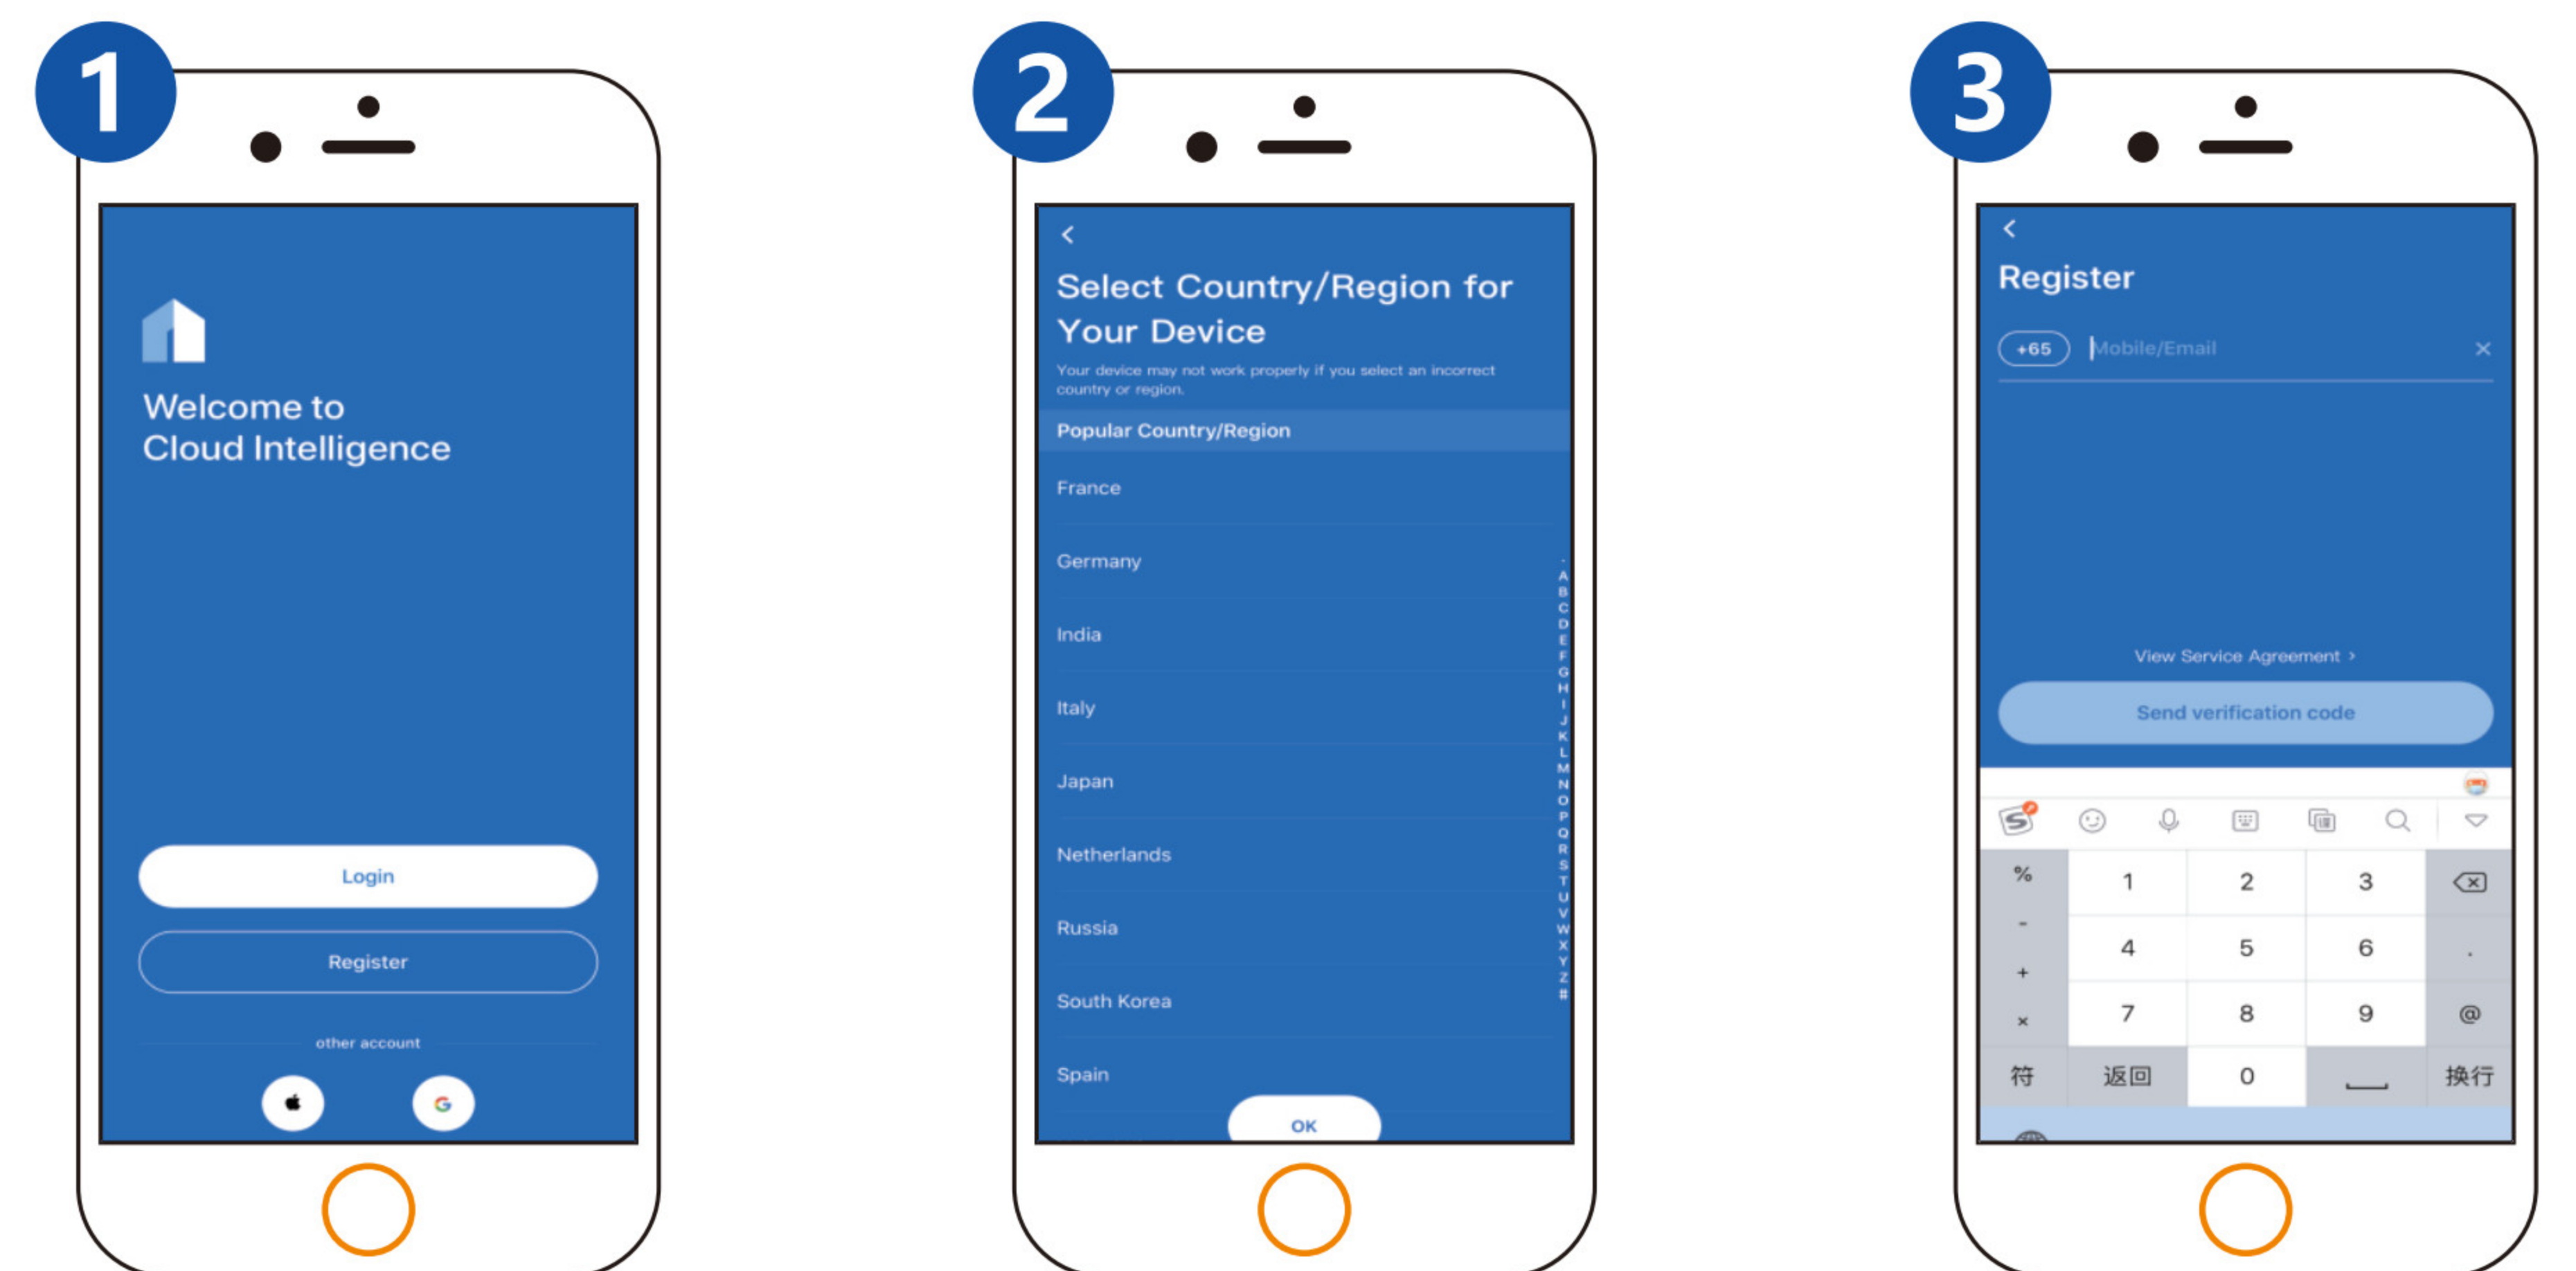 1
Welcome to
Cloud Intelligence
Login
Register
other account
2
Select Country/Region for
Your Device
Your device may not work properly if you select an incorrect
country or region.
Popular Country/Region
France
Germany
India
Italy
Japan
Netherlands
Russia
South Korea
Spain
OK
A
B
C
D
E
F
G
H
I
J
K
L
M
N
O
P
Q
R
S
T
U
V
W
X
Y
Z
#
3
Register
+65 Mobile/Email
View Service Agreement >
Send verification code
% 1 2 3
- 4 5 6 .
+
× 7 8 9 @
符 返回 0 换行